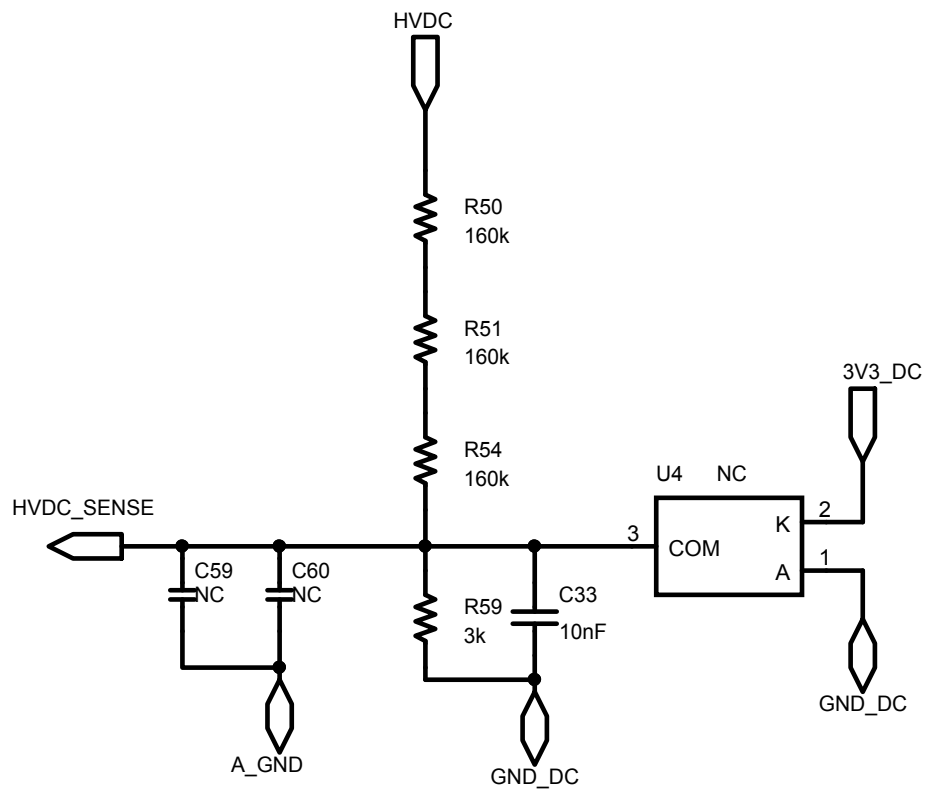 HVDC
R50
160k
R51
160k
3V3_DC
R54
160k
U4 NC
HVDC_SENSE
2
K
3
COM
1
A
C59
NC
C60
NC
R59
3k
C33
10nF
GND_DC
A_GND
GND_DC